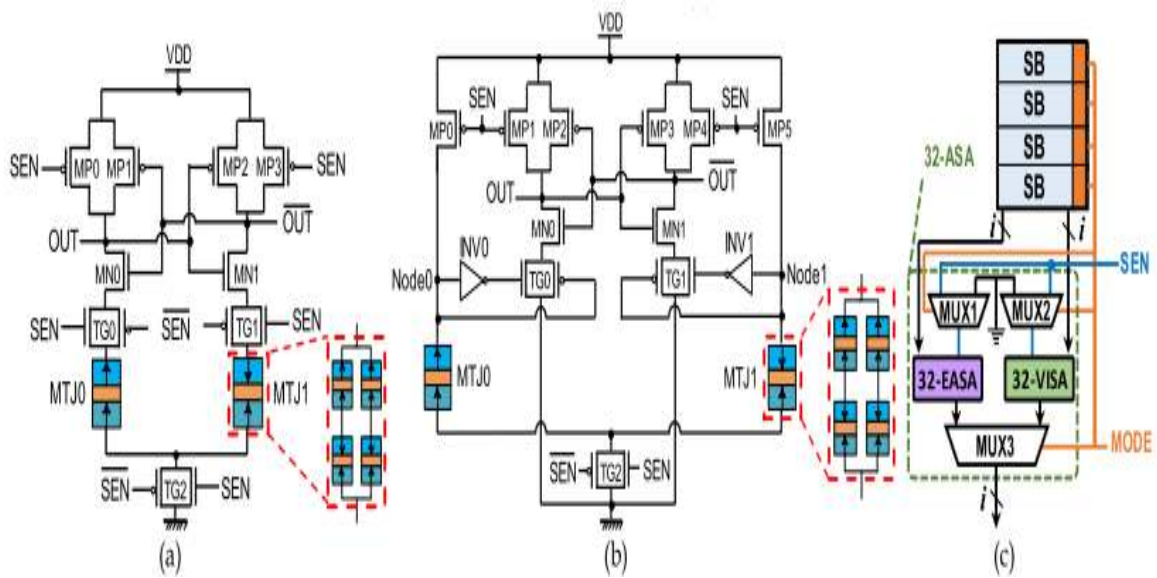 VDD
SEN
MP0
MP1
MP2
MP3
SEN
OUT
OUT
MN0
MN1
SEN
TG0
SEN
TG1
SEN
MTJ0
MTJ1
SEN
TG2
SEN
(a)
VDD
SEN
SEN
MP0
MP1
MP2
MP3
MP4
MP5
OUT
OUT
MN0
MN1
INV0
INV1
Node0
TG0
TG1
Node1
MTJ0
MTJ1
SEN
TG2
SEN
(b)
SB
SB
SB
SB
32-ASA
i
i
SEN
MUX1
MUX2
32-EASA
32-VISA
MUX3
MODE
i
(c)